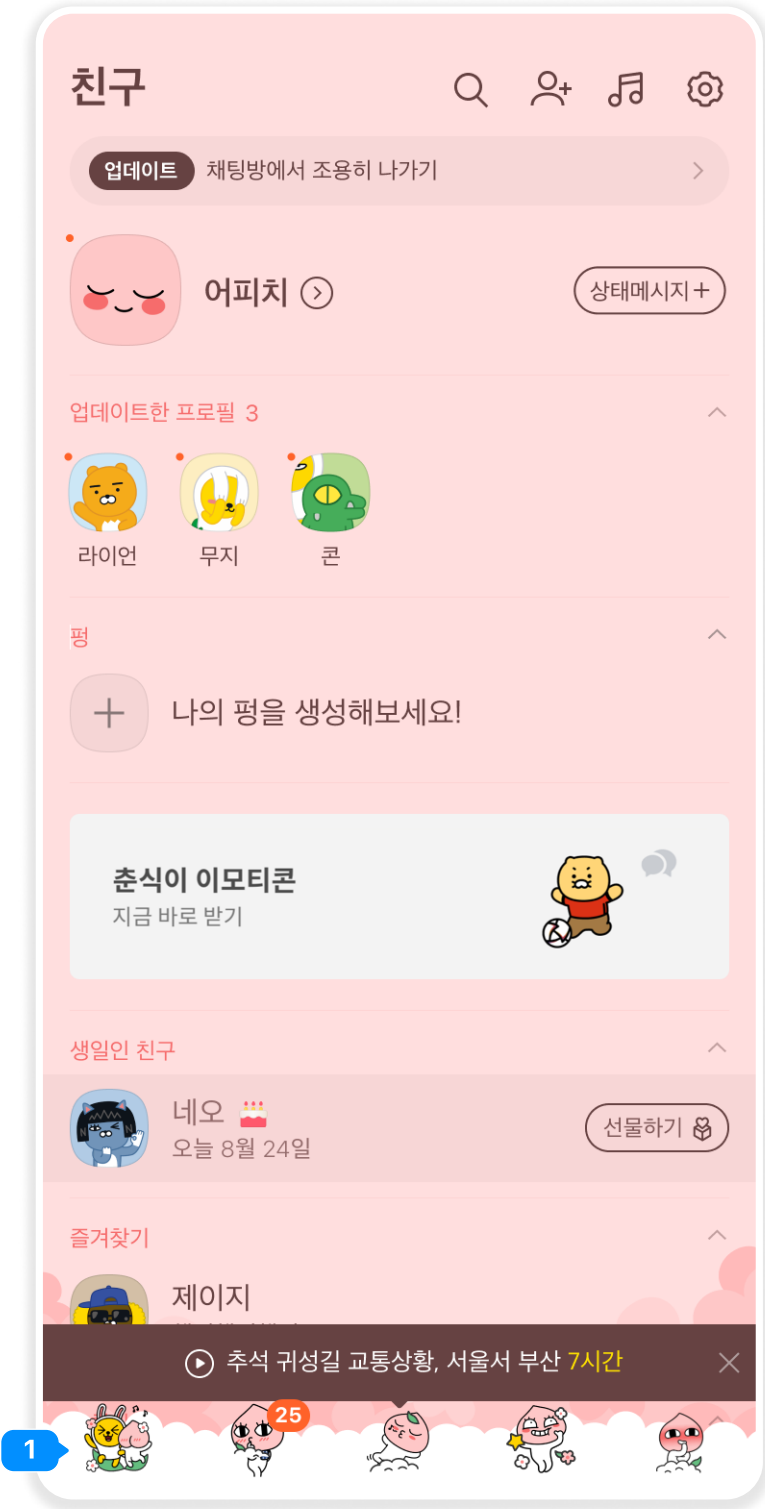 친구
업데이트 채팅방에서 조용히 나가기
어피치
상태메시지+
업데이트한 프로필 3
라이언 무지 콘
펑
나의 펑을 생성해보세요!
춘식이 이모티콘
지금 바로 받기
생일인 친구
네오
오늘 8월 24일
선물하기
즐겨찾기
제이지
추석 귀성길 교통상황, 서울서 부산 7시간
25
1